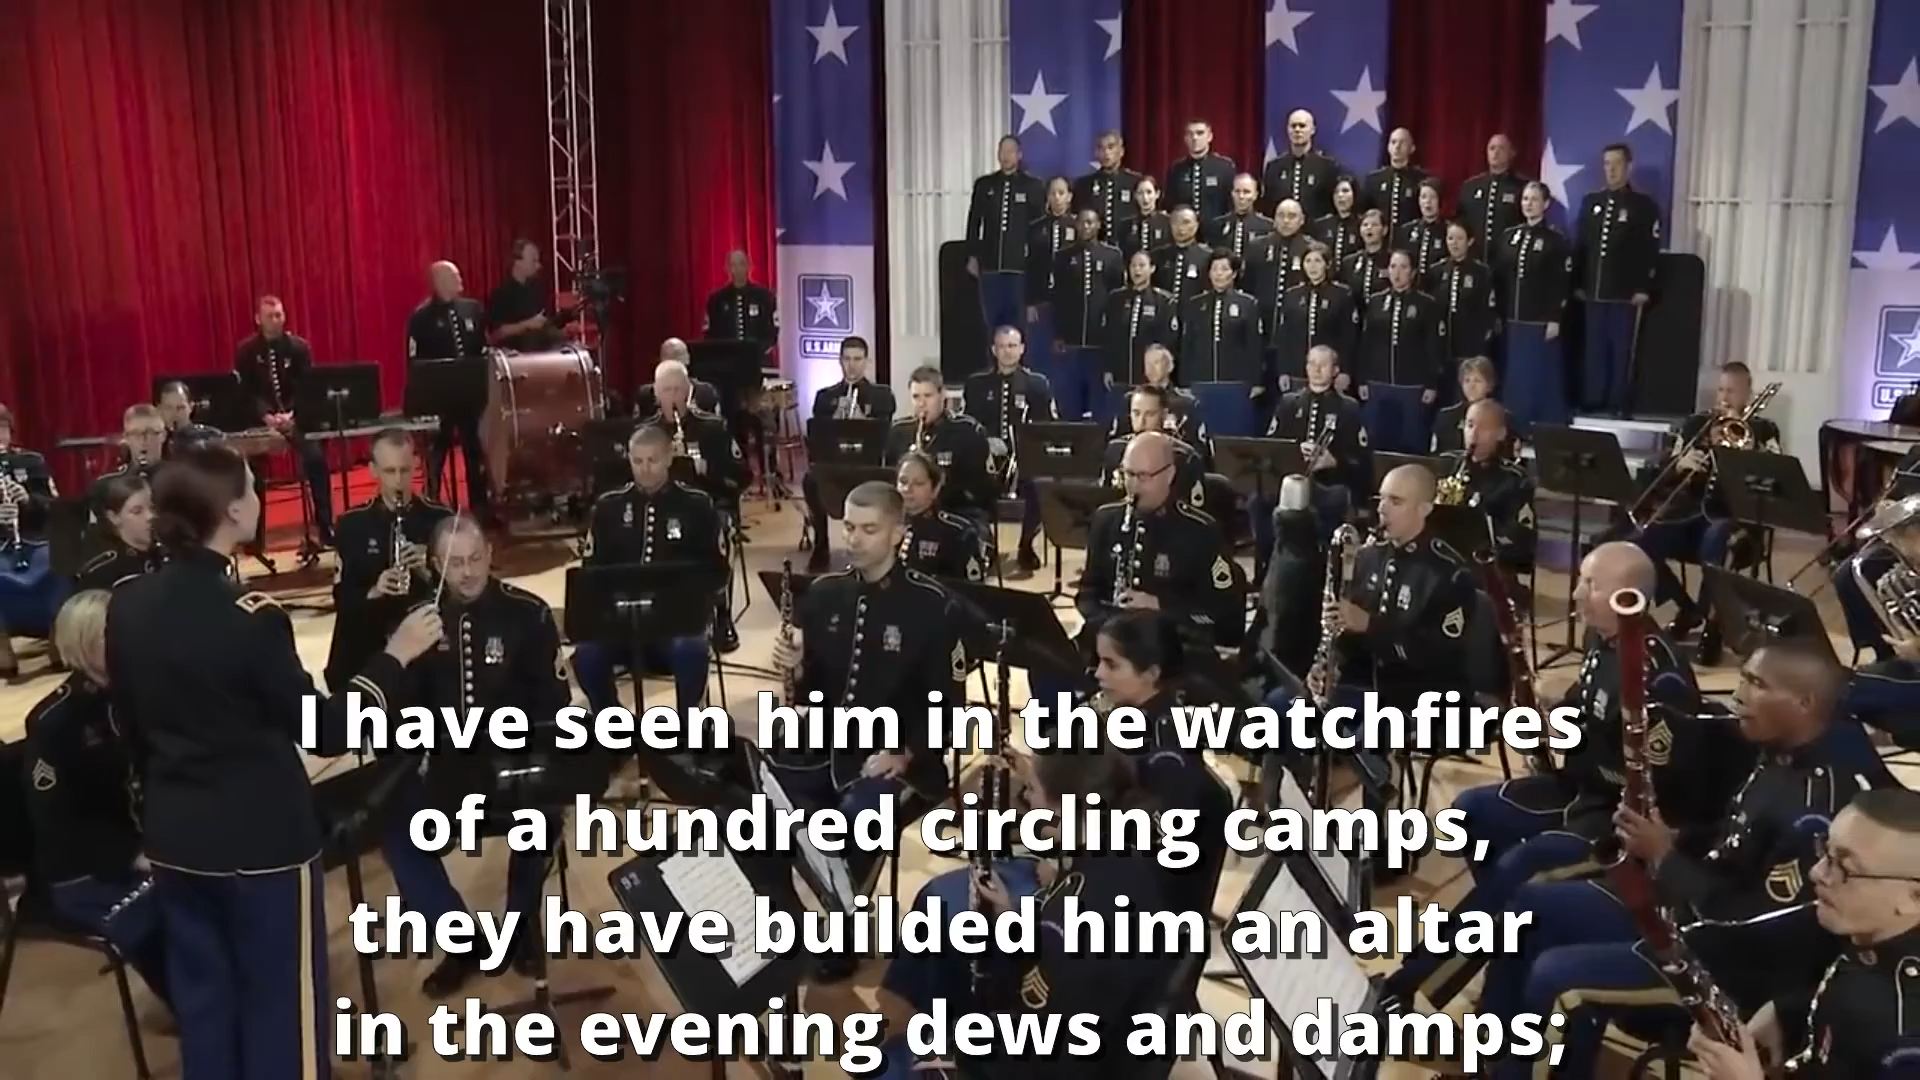 U.S.ARM
U.S
I have seen him in the watchfires
of a hundred circling camps,
they have builded him an altar
in the evening dews and damps;